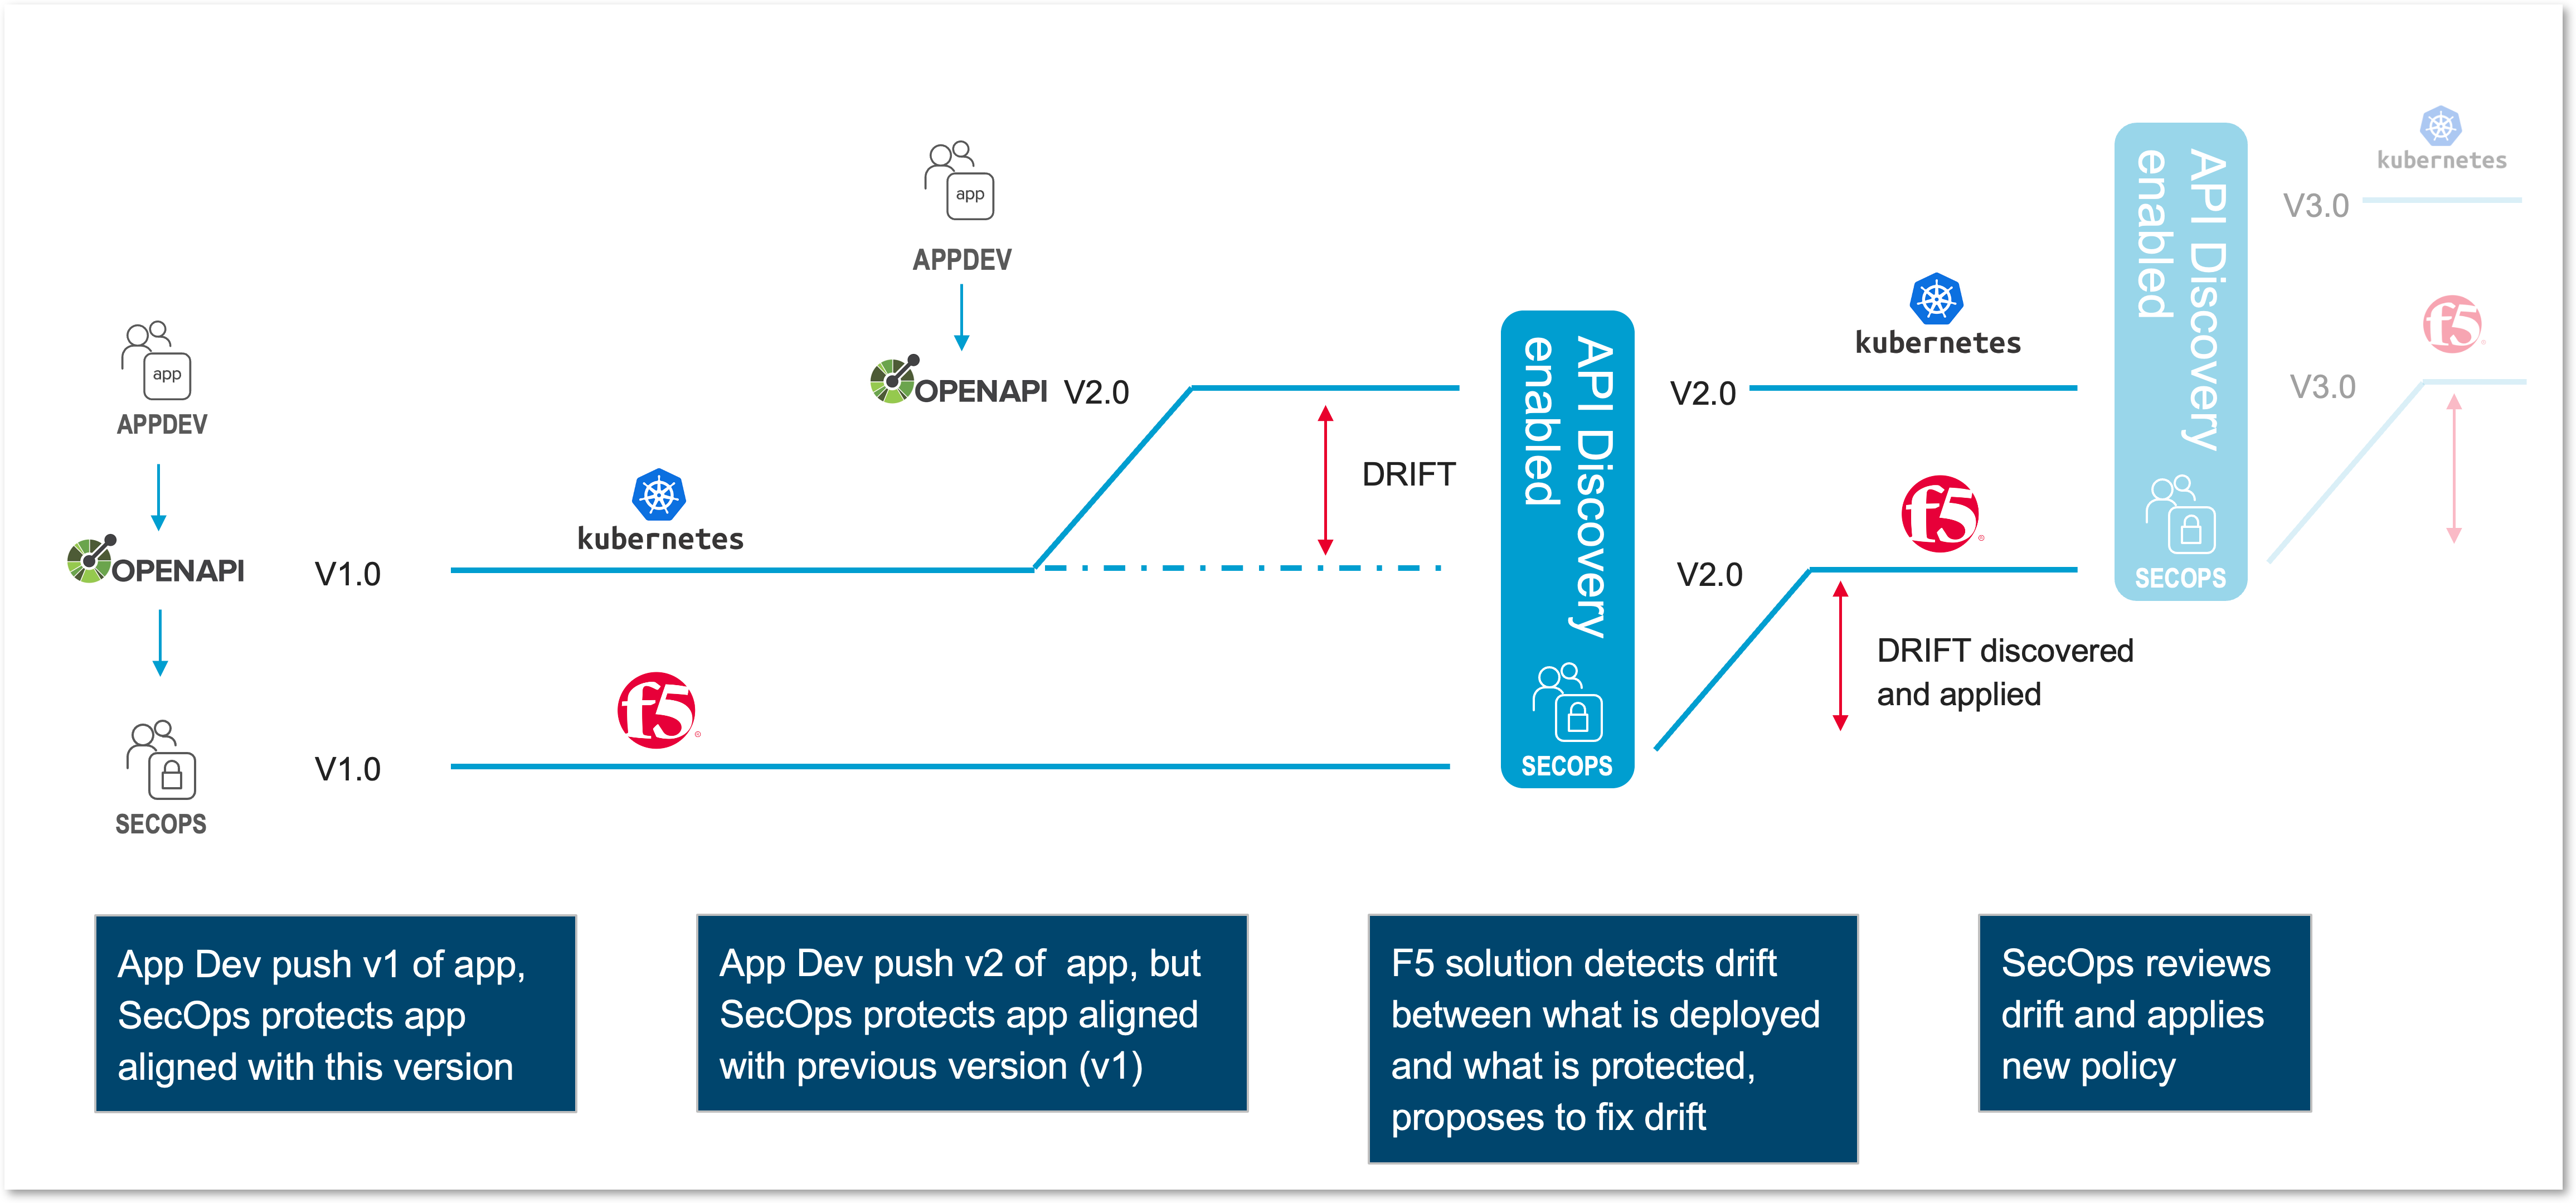 app
APPDEV
OPENAPI
SECOPS
V1.0
V1.0
kubernetes
f5
app
APPDEV
OPENAPI
V2.0
DRIFT
API Discovery
enabled
SECOPS
V2.0
kubernetes
V2.0
f5
DRIFT discovered
and applied
API Discovery
enabled
SECOPS
V3.0
kubernetes
V3.0
f5
App Dev push v1 of app,
SecOps protects app
aligned with this version
App Dev push v2 of app, but
SecOps protects app aligned
with previous version (v1)
F5 solution detects drift
between what is deployed
and what is protected,
proposes to fix drift
SecOps reviews
drift and applies
new policy